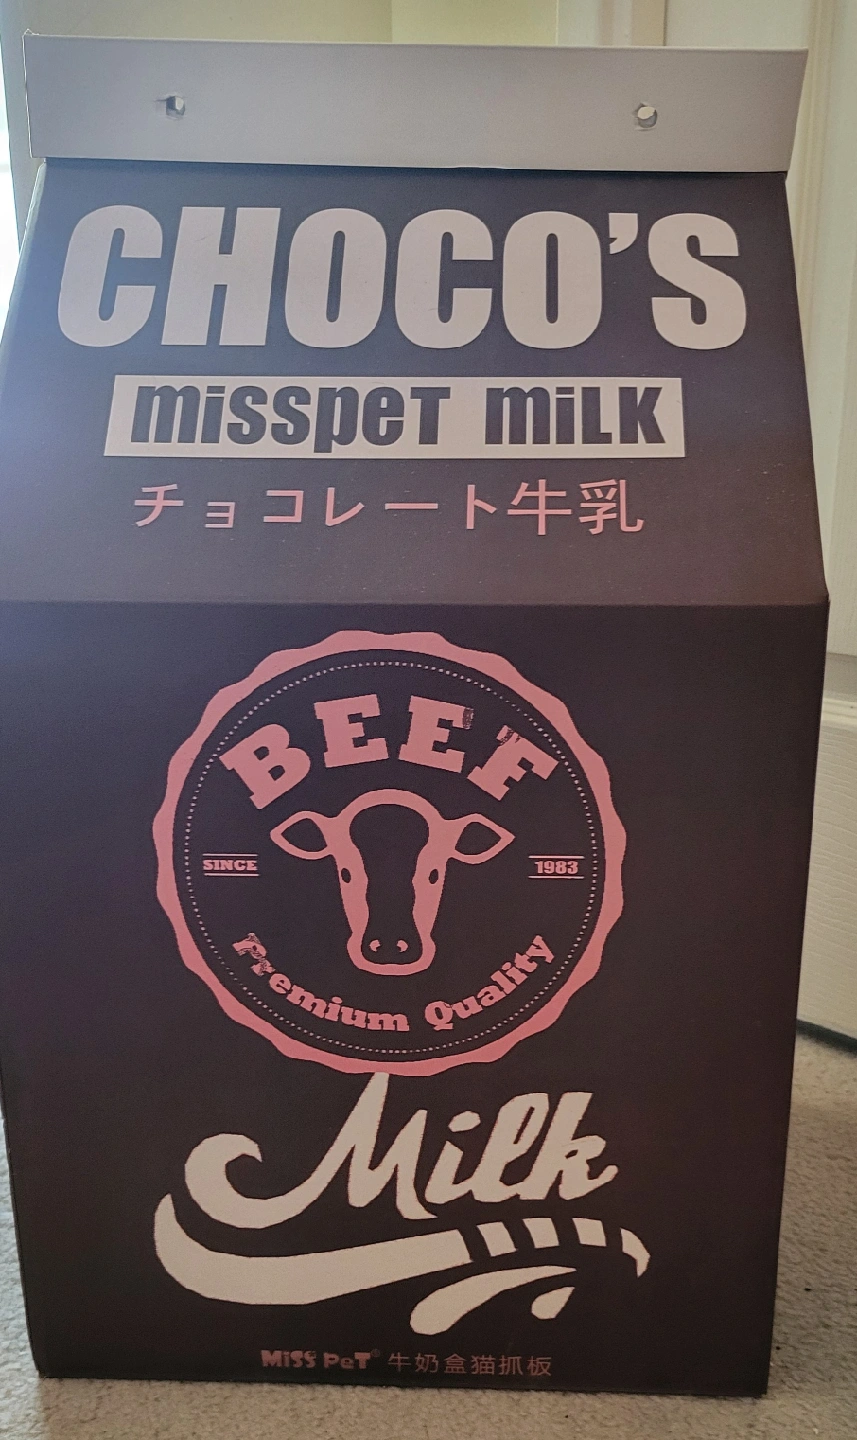 CHOCO'S
misspeT miLK
チョコレート牛乳
BEEF
SINCE 1983
Premium Quality
Milk
MiSS PeT® 牛奶盒猫抓板